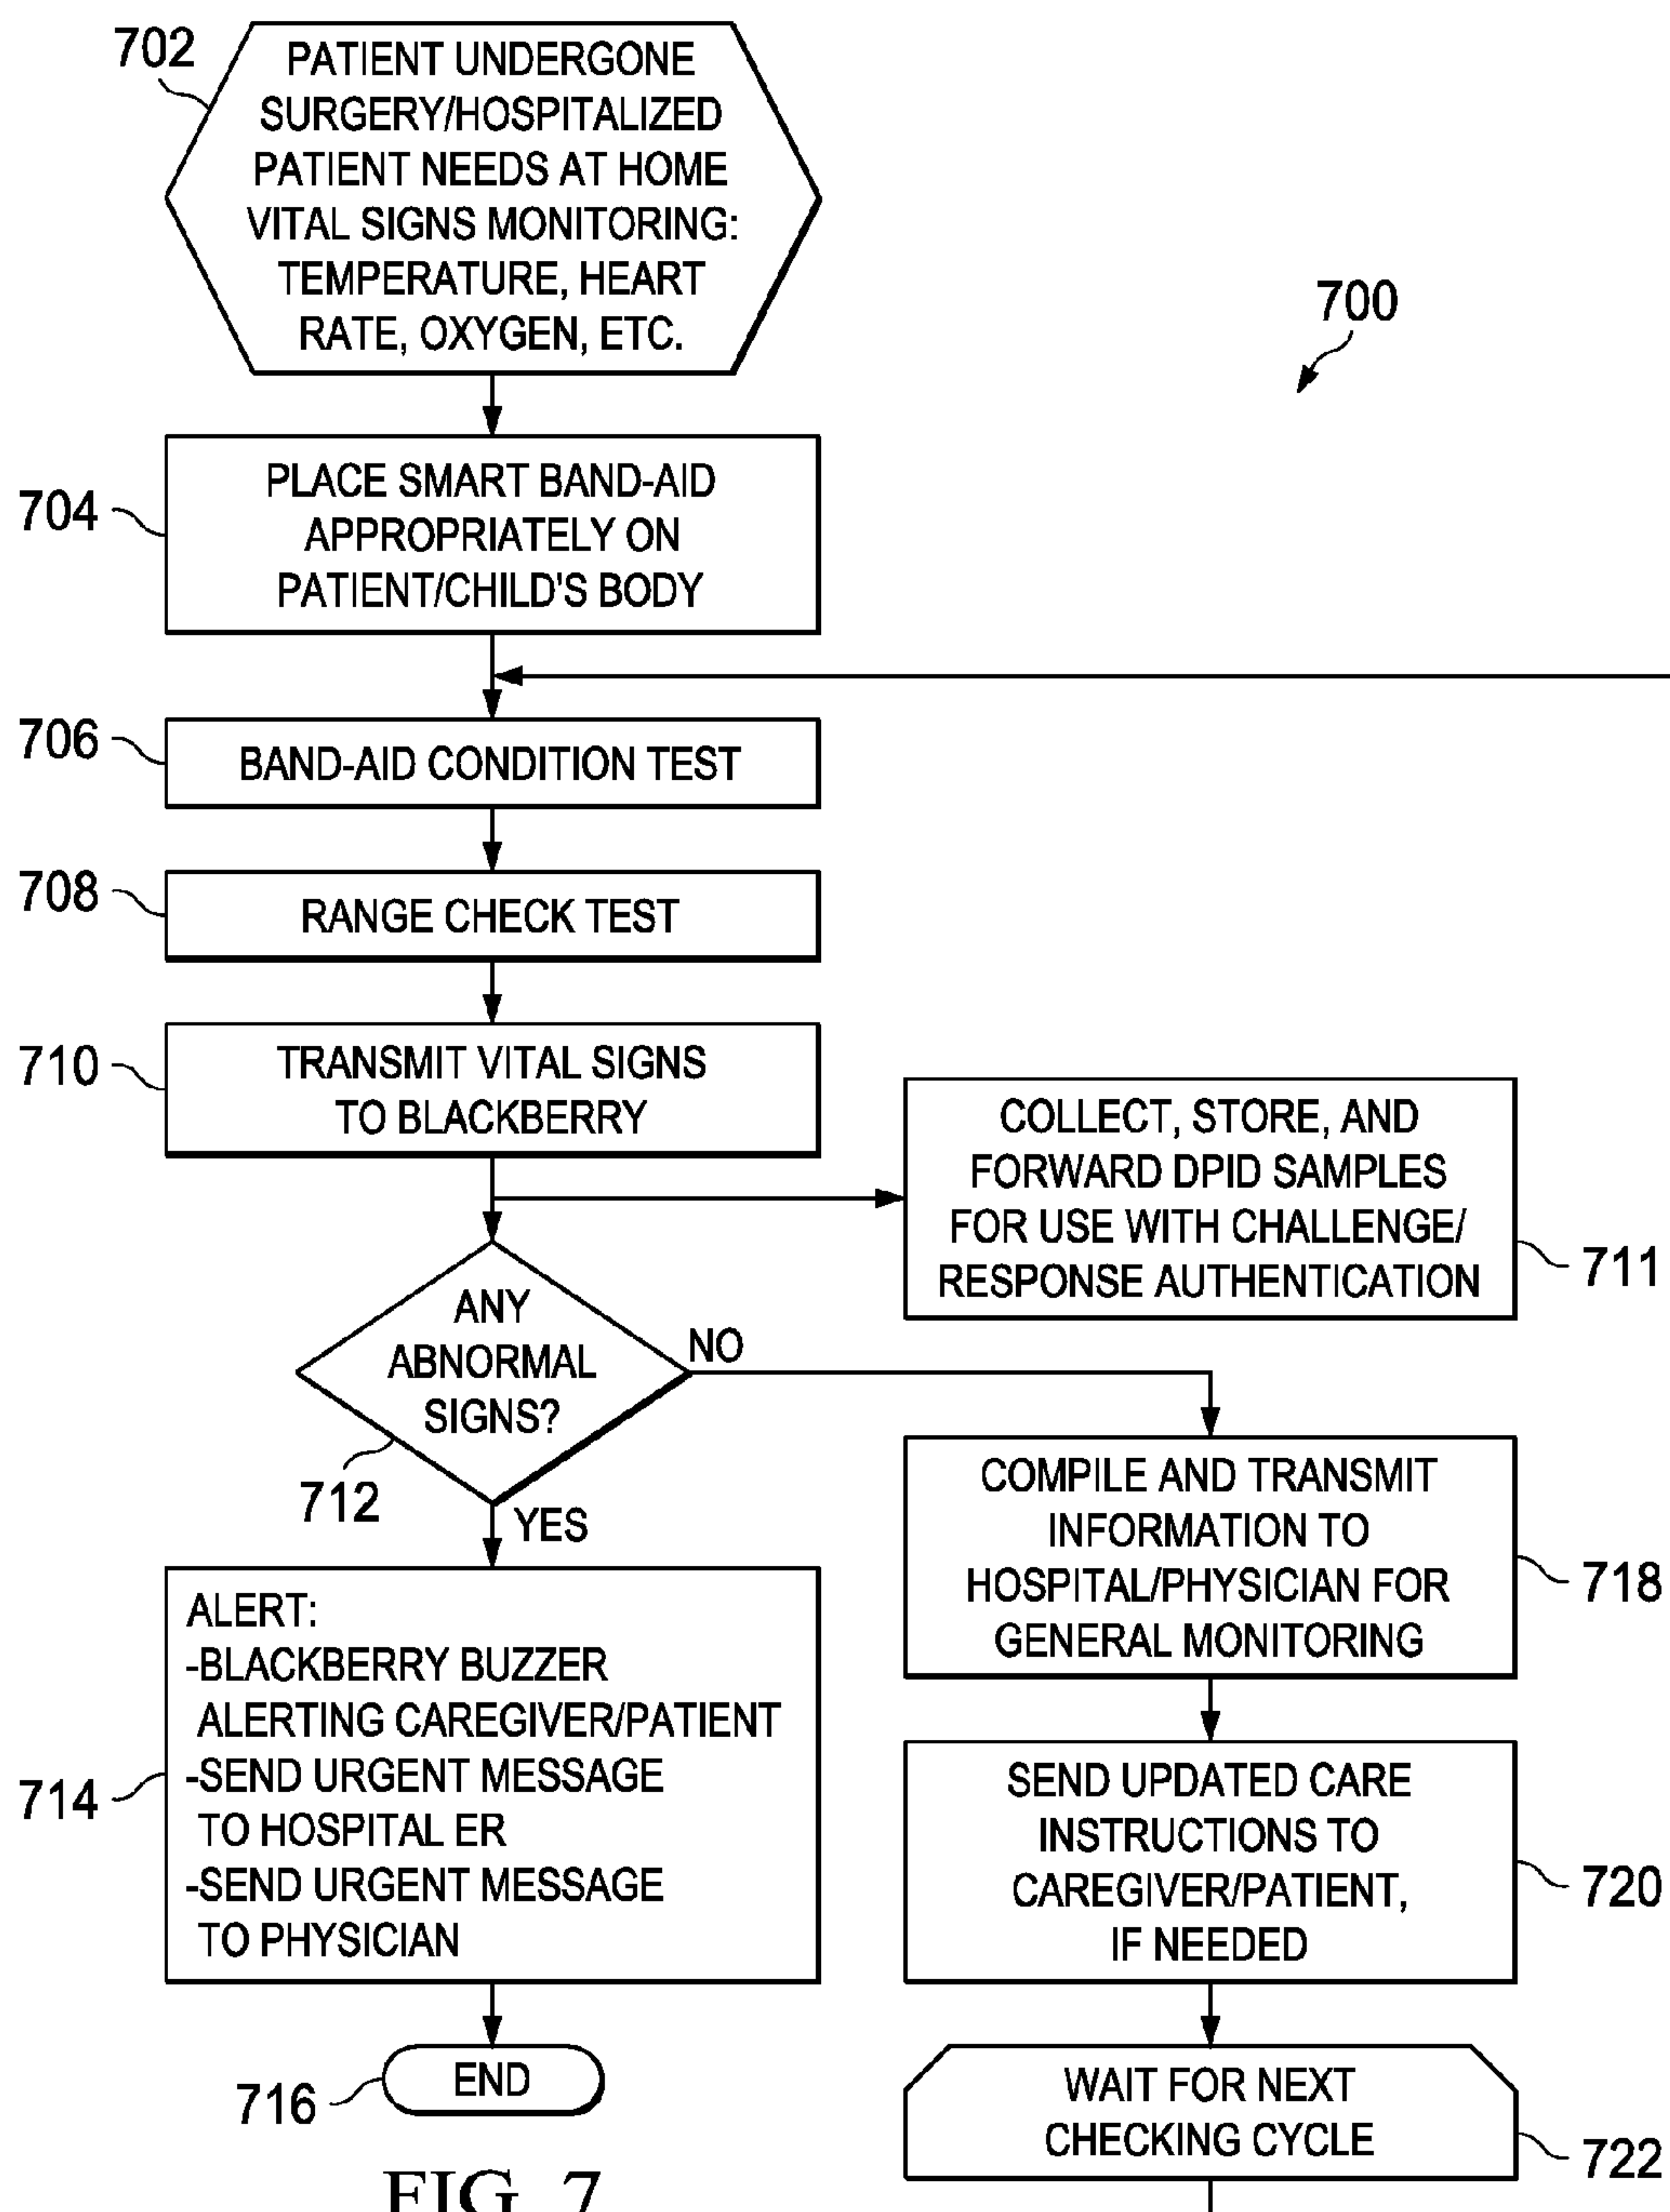 702
PATIENT UNDERGONE
SURGERY/HOSPITALIZED
PATIENT NEEDS AT HOME
VITAL SIGNS MONITORING:
TEMPERATURE, HEART
RATE, OXYGEN, ETC.
700
704
PLACE SMART BAND-AID
APPROPRIATELY ON
PATIENT/CHILD'S BODY
706
BAND-AID CONDITION TEST
708
RANGE CHECK TEST
710
TRANSMIT VITAL SIGNS
TO BLACKBERRY
COLLECT, STORE, AND
FORWARD DPID SAMPLES
FOR USE WITH CHALLENGE/
RESPONSE AUTHENTICATION
711
ANY
ABNORMAL
SIGNS?
NO
712
YES
COMPILE AND TRANSMIT
INFORMATION TO
HOSPITAL/PHYSICIAN FOR
GENERAL MONITORING
718
714
ALERT:
-BLACKBERRY BUZZER
ALERTING CAREGIVER/PATIENT
-SEND URGENT MESSAGE
TO HOSPITAL ER
-SEND URGENT MESSAGE
TO PHYSICIAN
SEND UPDATED CARE
INSTRUCTIONS TO
CAREGIVER/PATIENT,
IF NEEDED
720
716
END
WAIT FOR NEXT
CHECKING CYCLE
722
FIG. 7